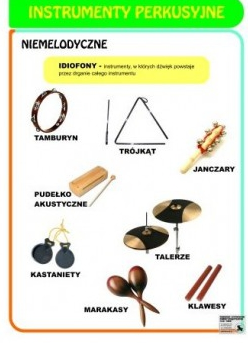 INSTRUMENTY PERKUSYJNE
NIEMELODYCZNE
IDIOFONY - instrumenty, w których dźwięk powstaje
przez drganie całego instrumentu
TAMBURYN
TRÓJKĄT
JANCZARY
PUDEŁKO
AKUSTYCZNE
TALERZE
KASTANIETY
MARAKASY
KLAWESY